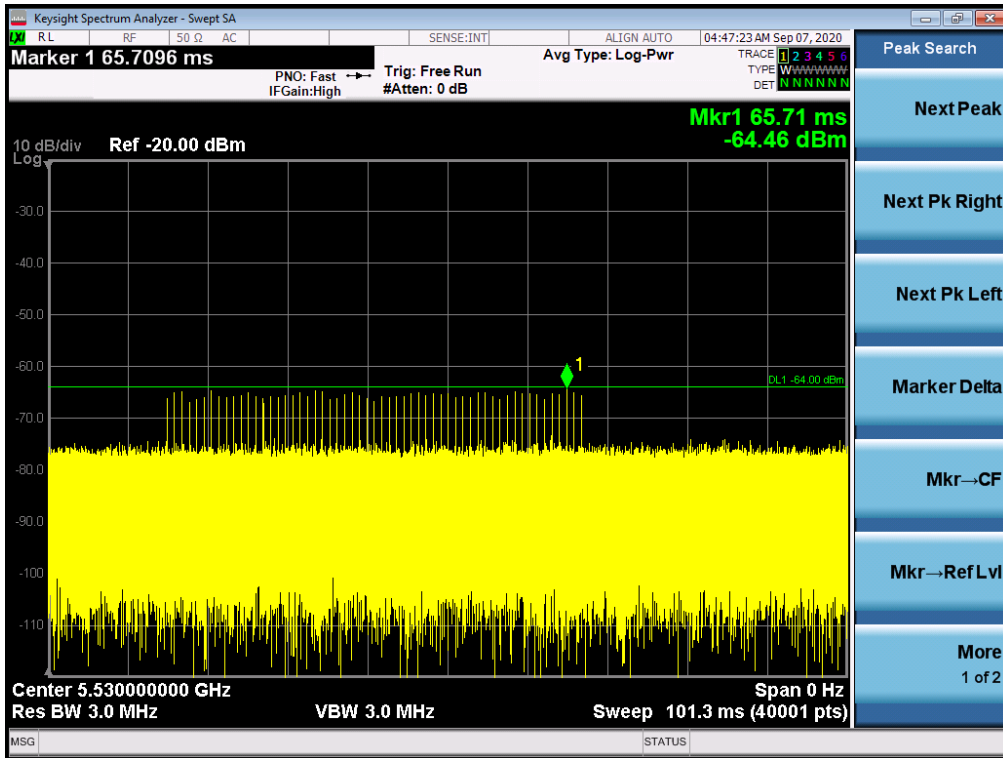 Keysight Spectrum Analyzer - Swept SA
LXI RL RF 50 Ω AC SENSE:INT ALIGN AUTO 04:47:23 AM Sep 07, 2020
Marker 1 65.7096 ms
PNO: Fast
IFGain:High
Trig: Free Run
#Atten: 0 dB
Avg Type: Log-Pwr
TRACE 1 2 3 4 5 6
TYPE WWWWWWW
DET N N N N N N
Mkr1 65.71 ms
-64.46 dBm
10 dB/div Ref -20.00 dBm
Log
-30.0
-40.0
-50.0
-60.0
-70.0
-80.0
-90.0
-100
-110
1
DL1 -64.00 dBm
Center 5.530000000 GHz Span 0 Hz
Res BW 3.0 MHz VBW 3.0 MHz Sweep 101.3 ms (40001 pts)
MSG STATUS
Peak Search
Next Peak
Next Pk Right
Next Pk Left
Marker Delta
Mkr→CF
Mkr→Ref Lvl
More
1 of 2